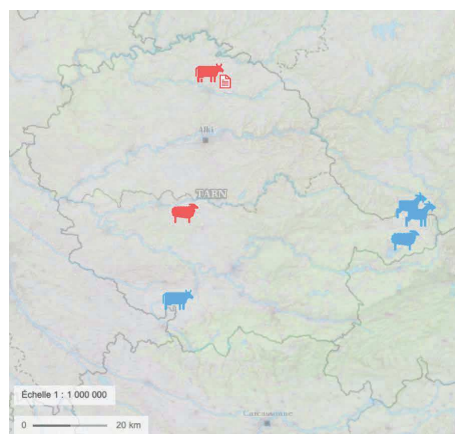 Albi
TARN
Carcassonne
Échelle 1 : 1 000 000
0 20 km